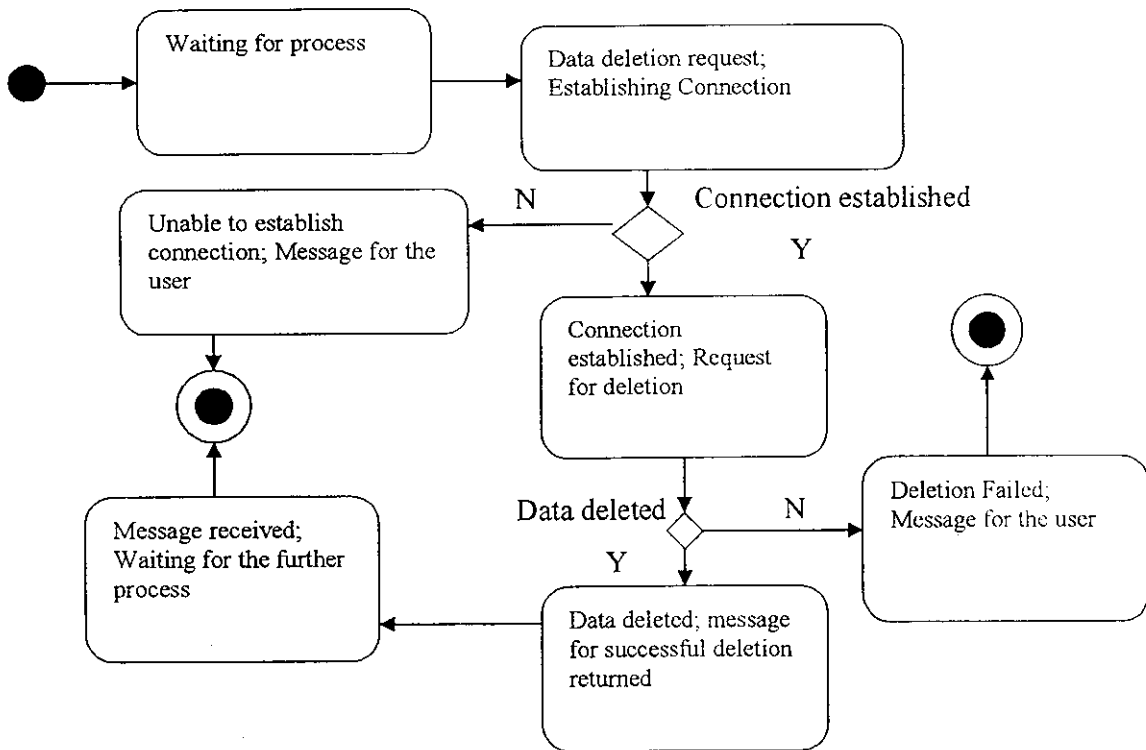 Waiting for process
Data deletion request;
Establishing Connection
N
Connection established
Y
Unable to establish
connection; Message for the
user
Connection
established; Request
for deletion
Data deleted
N
Deletion Failed;
Message for the user
Y
Message received;
Waiting for the further
process
Data deleted; message
for successful deletion
returned